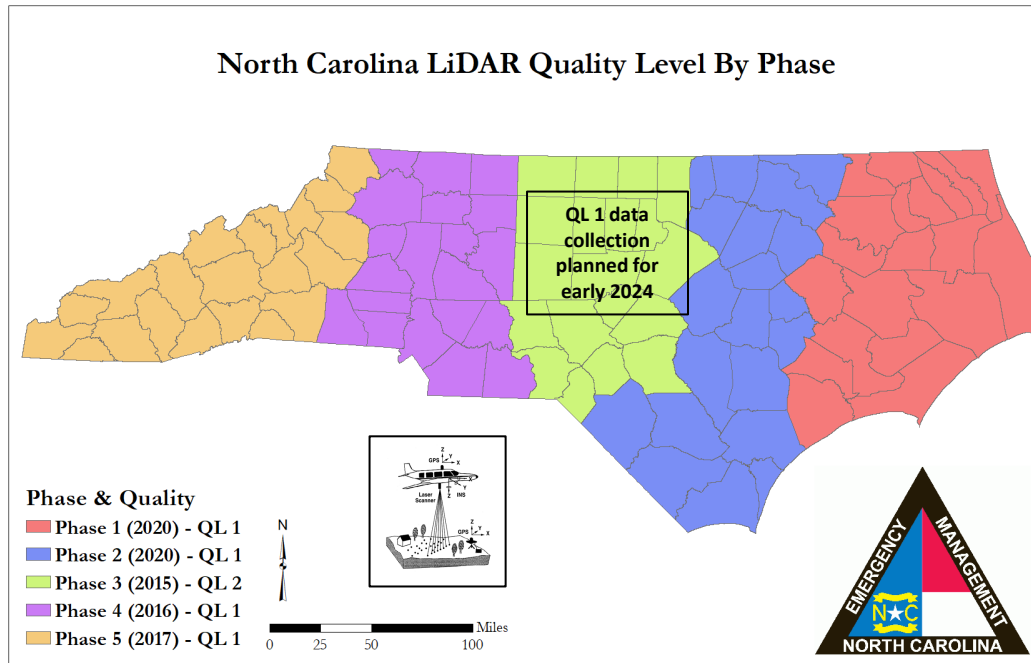 North Carolina LiDAR Quality Level By Phase
QL 1 data
collection
planned for
early 2024
Phase & Quality
Phase 1 (2020) - QL 1
Phase 2 (2020) - QL 1
Phase 3 (2015) - QL 2
Phase 4 (2016) - QL 1
Phase 5 (2017) - QL 1
N
0 25 50 100
Miles
Z
Y
GPS
X
Laser
Scanner
Y
X
Z
INS
Z
GPS
Y
X
EMERGENCY
MANAGEMENT
N C
NORTH CAROLINA